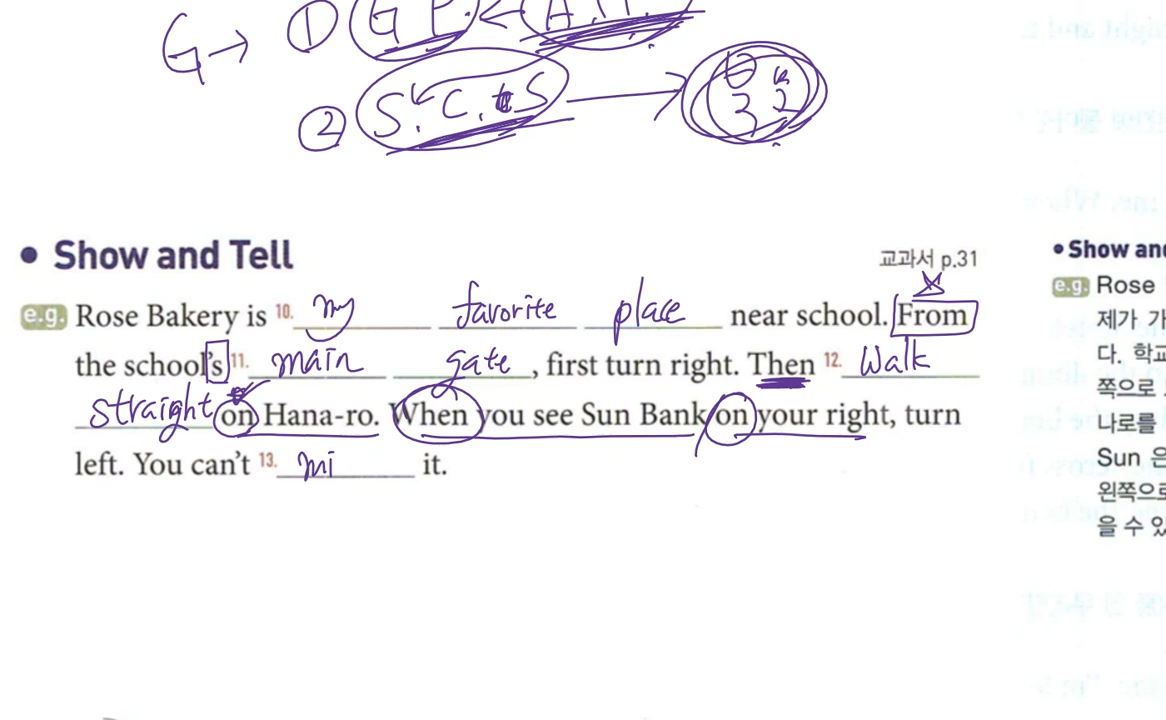 G → ① G P. ← A. P.
② S. C. S → 3 2
• Show and Tell
교과서 p.31
e.g. Rose Bakery is 10. my favorite place near school. From
the school's 11. main gate, first turn right. Then 12. Walk
straight on Hana-ro. When you see Sun Bank on your right, turn
left. You can't 13. mi it.
• Show and
e.g. Rose
제가 가
다. 학교
쪽으로
나로를
Sun 은
왼쪽으로
을 수 있